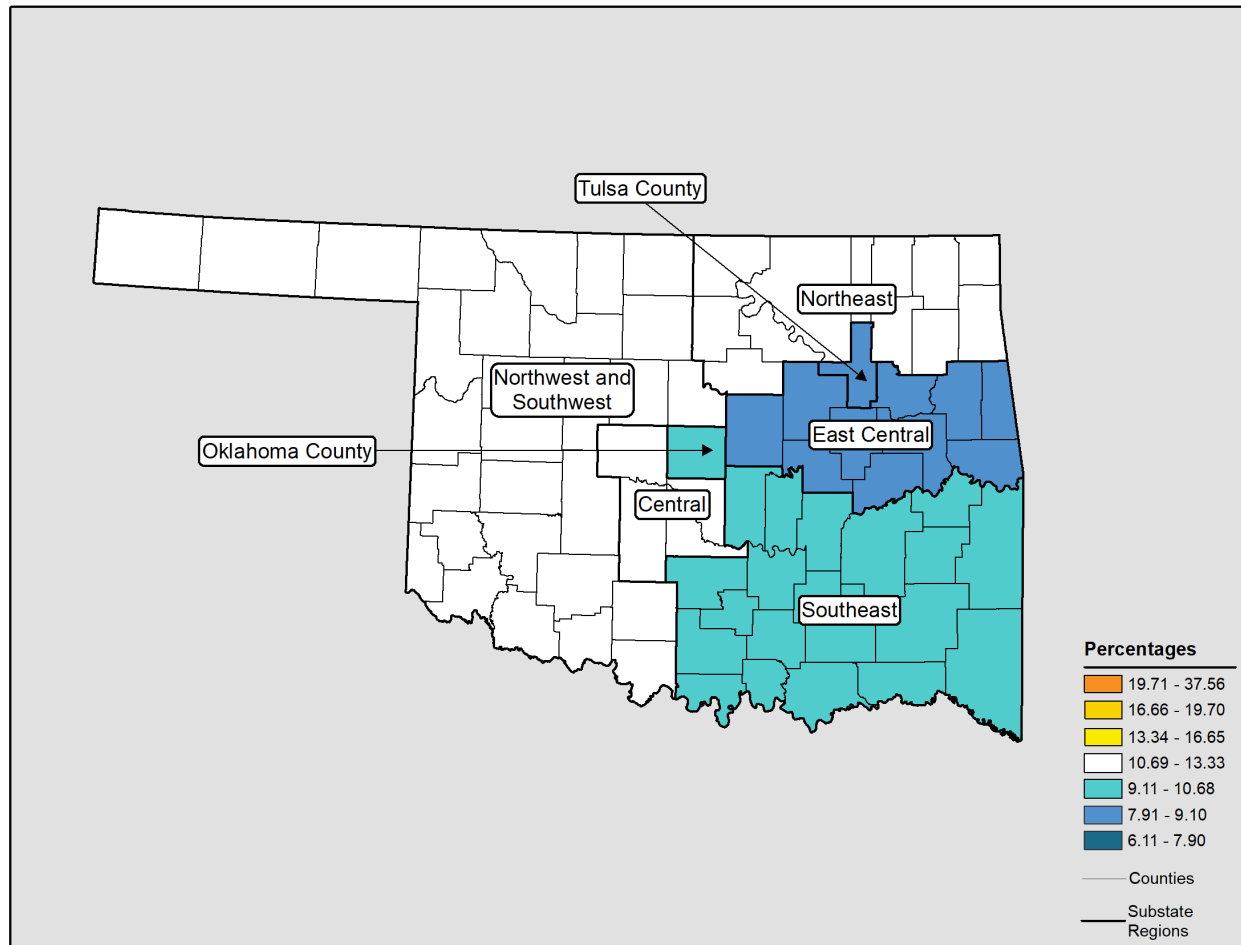 Tulsa County
Northeast
Northwest and
Southwest
East Central
Oklahoma County
Central
Southeast
Percentages
19.71 - 37.56
16.66 - 19.70
13.34 - 16.65
10.69 - 13.33
9.11 - 10.68
7.91 - 9.10
6.11 - 7.90
Counties
Substate
Regions